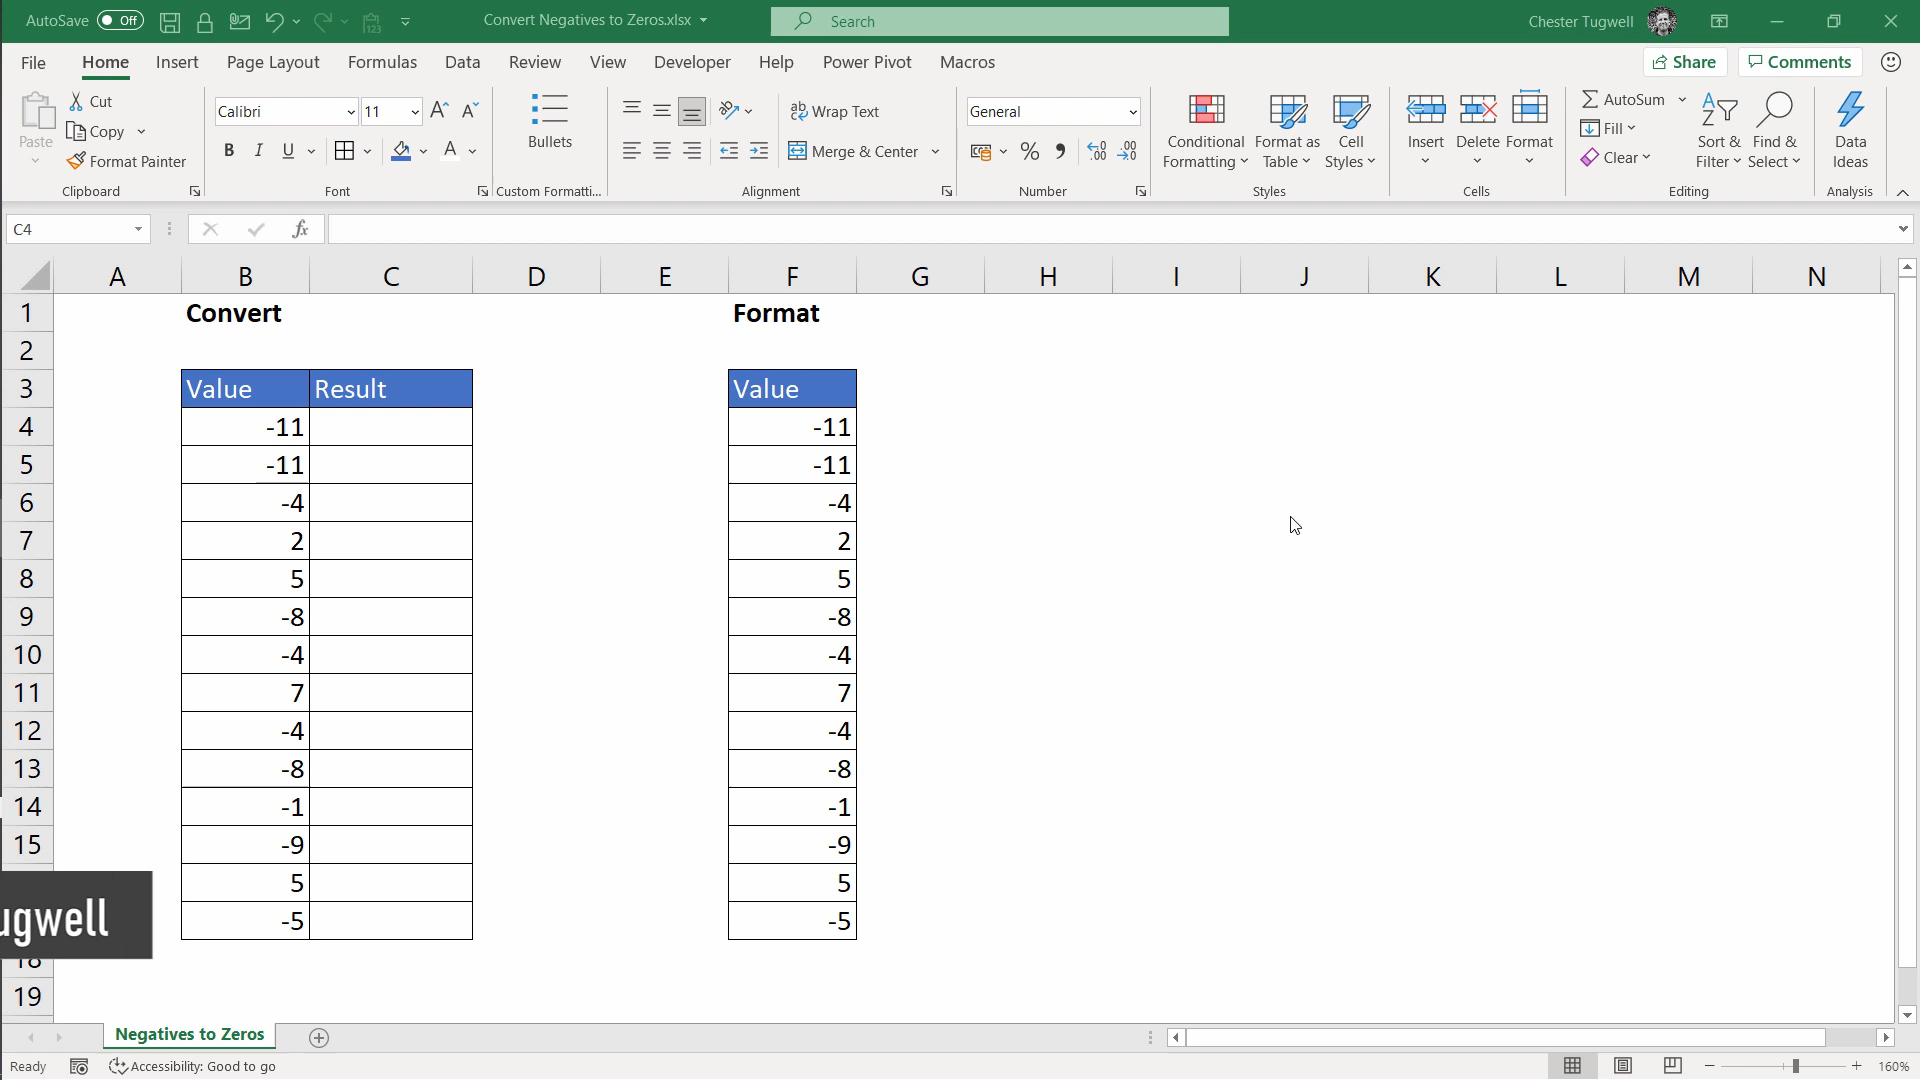 AutoSave Off
Convert Negatives to Zeros.xlsx
Search
Chester Tugwell
File Home Insert Page Layout Formulas Data Review View Developer Help Power Pivot Macros
Share Comments
Paste
Cut
Copy
Format Painter
Clipboard
Calibri 11
B I U A
Font
Bullets
Custom Formatti...
Wrap Text
Merge & Center
Alignment
General
Number
Conditional Formatting
Format as Table
Cell Styles
Styles
Insert Delete Format
Cells
AutoSum
Fill
Clear
Sort & Filter
Find & Select
Editing
Data Ideas
Analysis
C4
fx
A B C D E F G H I J K L M N
1 Convert Format
2
3 Value Result Value
4 -11 -11
5 -11 -11
6 -4 -4
7 2 2
8 5 5
9 -8 -8
10 -4 -4
11 7 7
12 -4 -4
13 -8 -8
14 -1 -1
15 -9 -9
5 5
ugwell
-5 -5
18
19
Negatives to Zeros
Ready
Accessibility: Good to go
160%